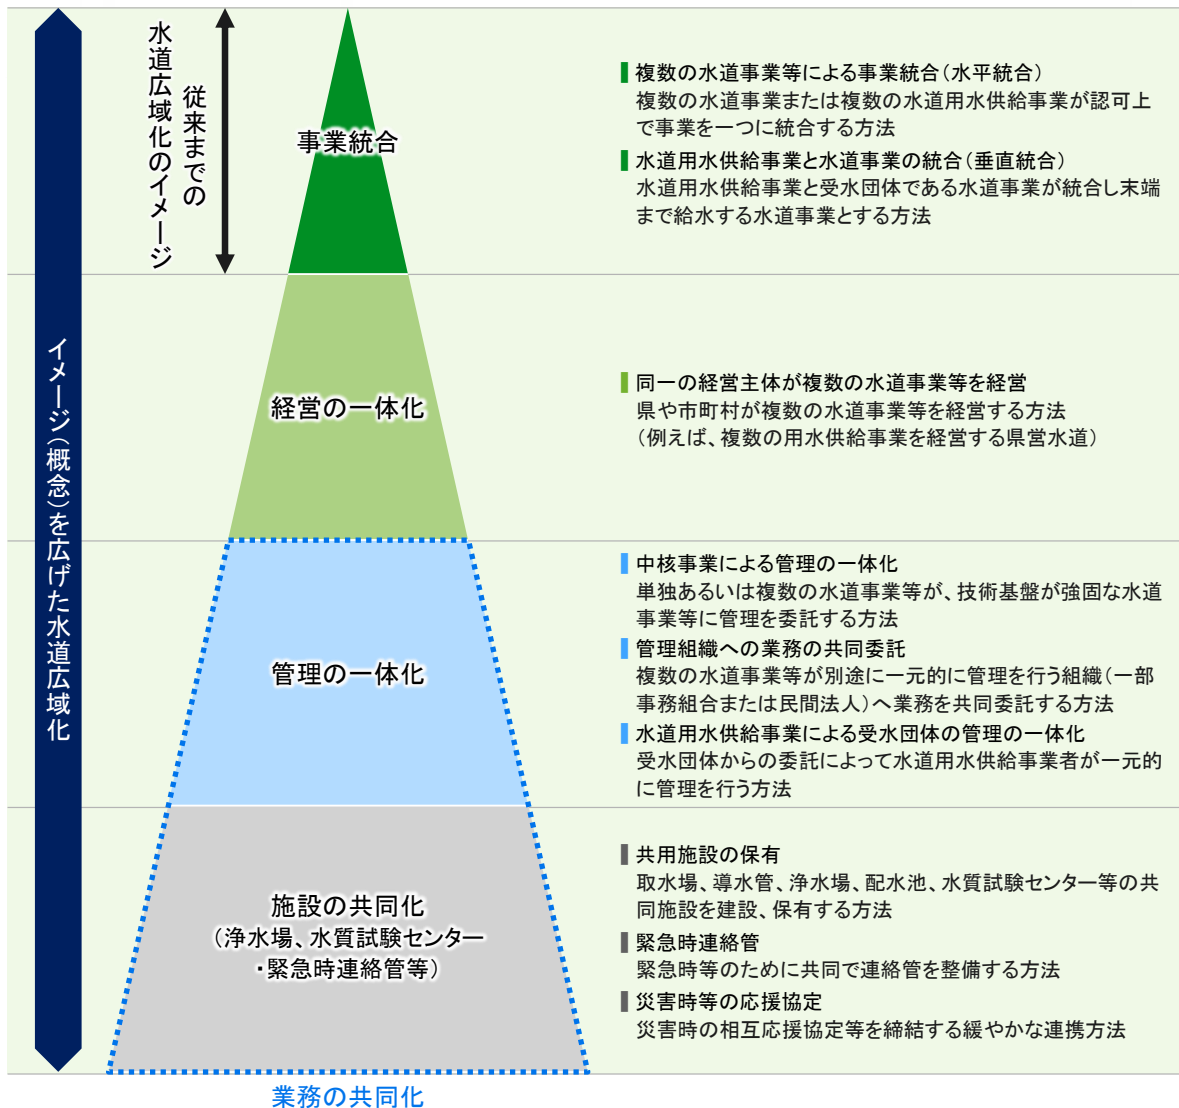 従来までの
水道広域化のイメージ
イメージ(概念)を広げた水道広域化
事業統合
複数の水道事業等による事業統合(水平統合)
複数の水道事業または複数の水道用水供給事業が認可上
で事業を一つに統合する方法
水道用水供給事業と水道事業の統合(垂直統合)
水道用水供給事業と受水団体である水道事業が統合し末端
まで給水する水道事業とする方法
経営の一体化
同一の経営主体が複数の水道事業等を経営
県や市町村が複数の水道事業等を経営する方法
(例えば、複数の用水供給事業を経営する県営水道)
管理の一体化
中核事業による管理の一体化
単独あるいは複数の水道事業等が、技術基盤が強固な水道
事業等に管理を委託する方法
管理組織への業務の共同委託
複数の水道事業等が別途に一元的に管理を行う組織(一部
事務組合または民間法人)へ業務を共同委託する方法
水道用水供給事業による受水団体の管理の一体化
受水団体からの委託によって水道用水供給事業者が一元的
に管理を行う方法
施設の共同化
(浄水場、水質試験センター
・緊急時連絡管等)
共用施設の保有
取水場、導水管、浄水場、配水池、水質試験センター等の共
同施設を建設、保有する方法
緊急時連絡管
緊急時等のために共同で連絡管を整備する方法
災害時等の応援協定
災害時の相互応援協定等を締結する緩やかな連携方法
業務の共同化